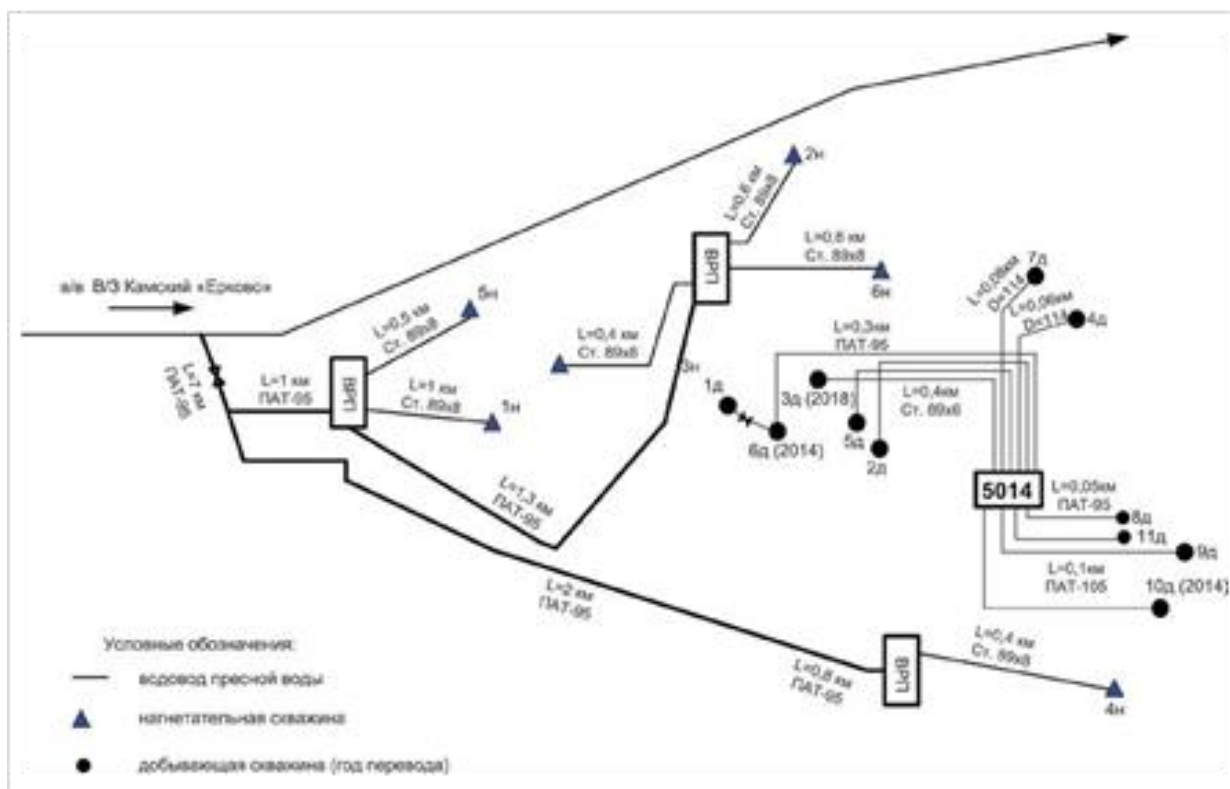 2н
L=0,6 км
Ст. 89х8
ВРП
L=0,6 км
Ст. 89х8
6н
L=0,06км
D=114
7д
L=0,06км
D=114
4д
в/в В/З Камский «Ерково»
5н
L=0,5 км
Ст. 89х8
L=0,4 км
Ст. 89х8
3н
L=0,3км
ПАТ-95
L=7 км
ПАТ-95
L=1 км
ПАТ-95
ВРП
L=1 км
Ст. 89х8
1н
1д
3д (2018)
L=0,4км
Ст. 89х6
6д (2014)
5д
2д
5014
L=0,05км
ПАТ-95
8д
11д
9д
L=0,1км
ПАТ-105
10д (2014)
L=1,3 км
ПАТ-95
L=2 км
ПАТ-95
L=0,8 км
ПАТ-95
ВРП
L=0,4 км
Ст. 89х8
4н
Условные обозначения:
водовод пресной воды
нагнетательная скважина
добывающая скважина (год перевода)